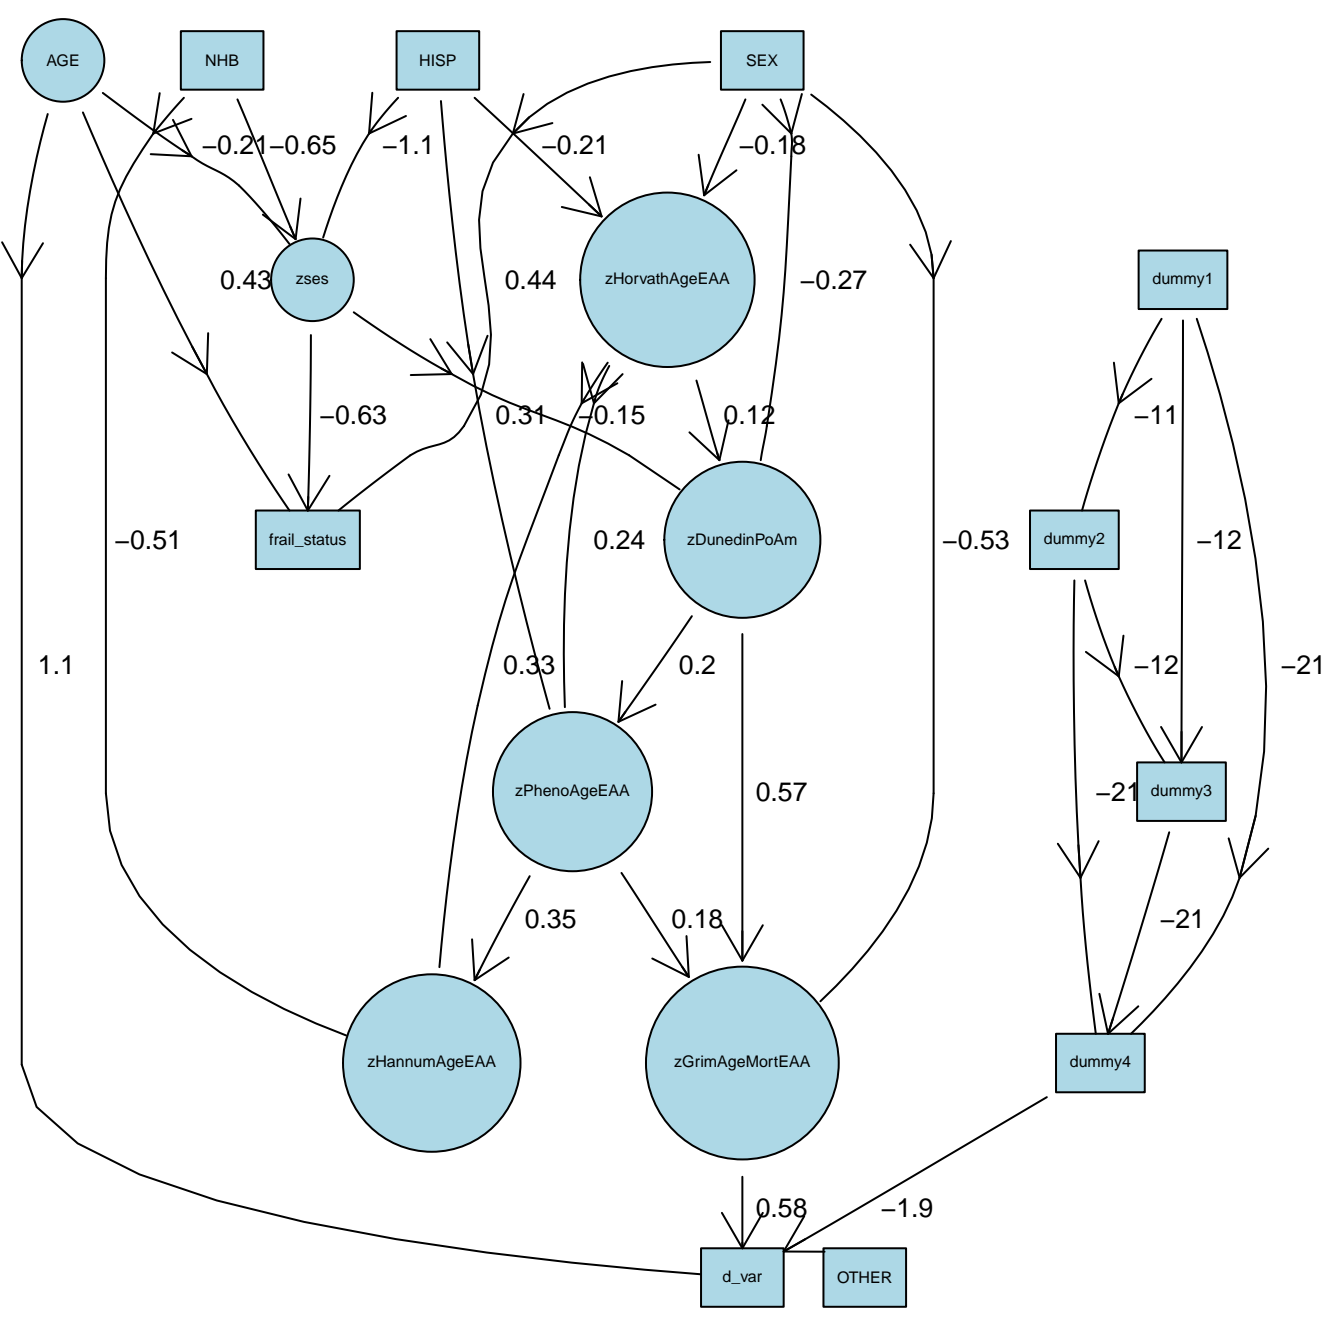 AGE
NHB
HISP
SEX
−0.21
−0.65
−1.1
−0.21
−0.18
0.43
zses
0.44
zHorvathAgeEAA
−0.27
dummy1
−0.63
0.31
−0.15
0.12
−11
frail_status
−0.51
0.24
zDunedinPoAm
−0.53
dummy2
−12
1.1
0.33
0.2
−12
−21
zPhenoAgeEAA
0.57
−21
dummy3
0.35
0.18
−21
zHannumAgeEAA
zGrimAgeMortEAA
dummy4
0.58
−1.9
d_var
OTHER